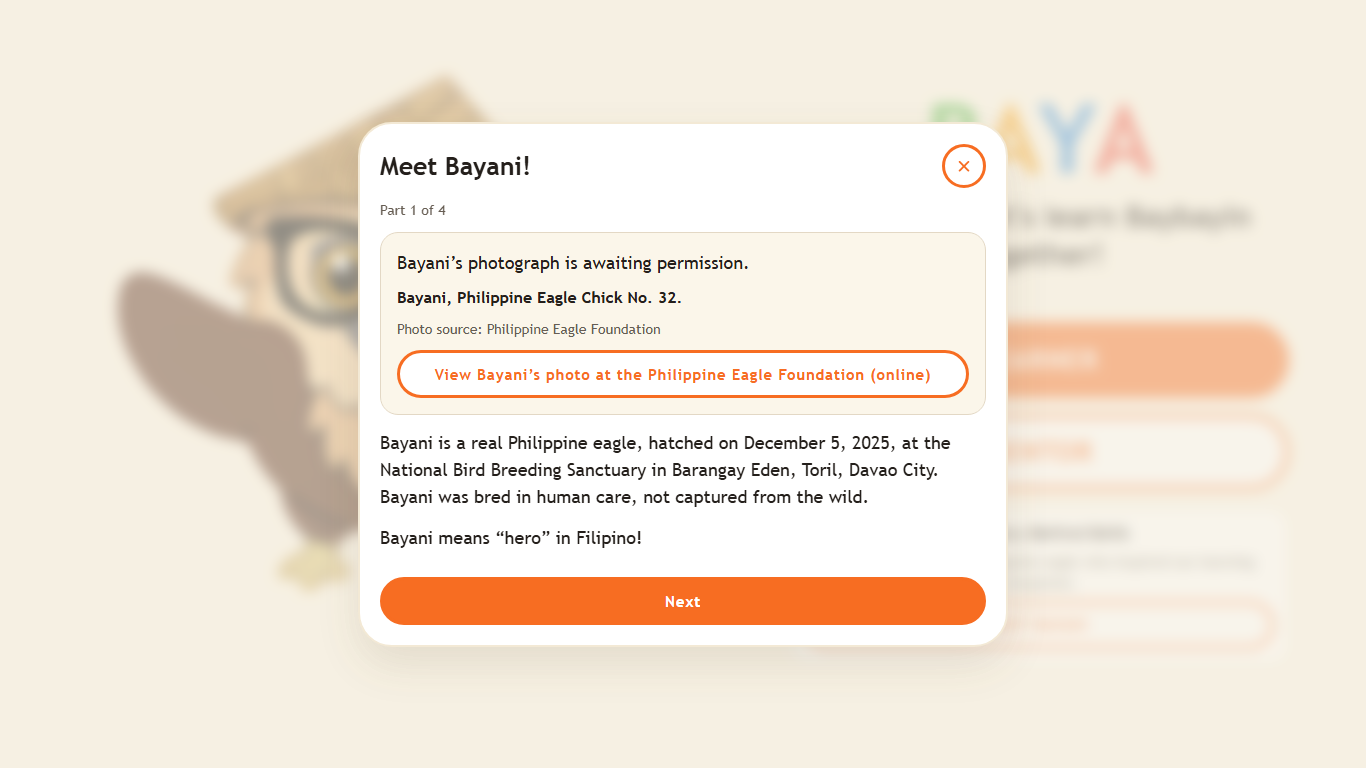 Meet Bayani!
×
Part 1 of 4
Bayani’s photograph is awaiting permission.
Bayani, Philippine Eagle Chick No. 32.
Photo source: Philippine Eagle Foundation
View Bayani’s photo at the Philippine Eagle Foundation (online)
Bayani is a real Philippine eagle, hatched on December 5, 2025, at the
National Bird Breeding Sanctuary in Barangay Eden, Toril, Davao City.
Bayani was bred in human care, not captured from the wild.
Bayani means “hero” in Filipino!
Next
BAYA
learn Baybayin